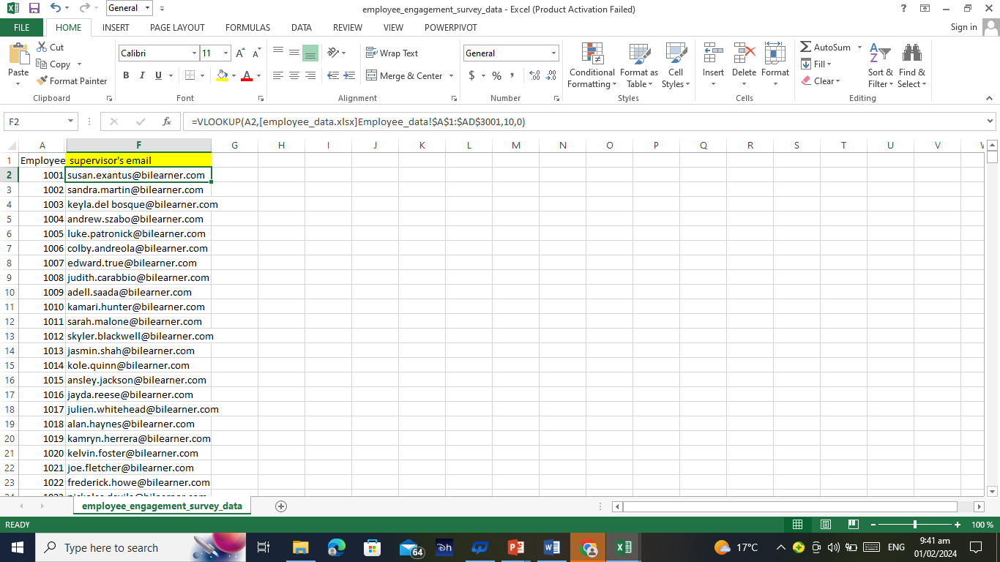 General
employee_engagement_survey_data - Excel (Product Activation Failed)
?
FILE HOME INSERT PAGE LAYOUT FORMULAS DATA REVIEW VIEW POWERPIVOT Sign in
Paste
Cut
Copy
Format Painter
Clipboard
Calibri 11
B I U
Font
Wrap Text
Merge & Center
Alignment
General
$ % ,
Number
Conditional Formatting
Format as Table
Cell Styles
Styles
Insert Delete Format
Cells
AutoSum
Fill
Clear
Sort & Filter
Find & Select
Editing
F2 fx =VLOOKUP(A2,[employee_data.xlsx]Employee_data!$A$1:$AD$3001,10,0)
A F G H I J K L M N O P Q R S T U V
1 Employee supervisor's email
2 1001 susan.exantus@bilearner.com
3 1002 sandra.martin@bilearner.com
4 1003 keyla.del bosque@bilearner.com
5 1004 andrew.szabo@bilearner.com
6 1005 luke.patronick@bilearner.com
7 1006 colby.andreola@bilearner.com
8 1007 edward.true@bilearner.com
9 1008 judith.carabbio@bilearner.com
10 1009 adell.saada@bilearner.com
11 1010 kamari.hunter@bilearner.com
12 1011 sarah.malone@bilearner.com
13 1012 skyler.blackwell@bilearner.com
14 1013 jasmin.shah@bilearner.com
15 1014 kole.quinn@bilearner.com
16 1015 ansley.jackson@bilearner.com
17 1016 jayda.reese@bilearner.com
18 1017 julien.whitehead@bilearner.com
19 1018 alan.haynes@bilearner.com
20 1019 kamryn.herrera@bilearner.com
21 1020 kelvin.foster@bilearner.com
22 1021 joe.fletcher@bilearner.com
23 1022 frederick.howe@bilearner.com
employee_engagement_survey_data
READY 100 %
Type here to search 64 17°C ENG 9:41 am
01/02/2024